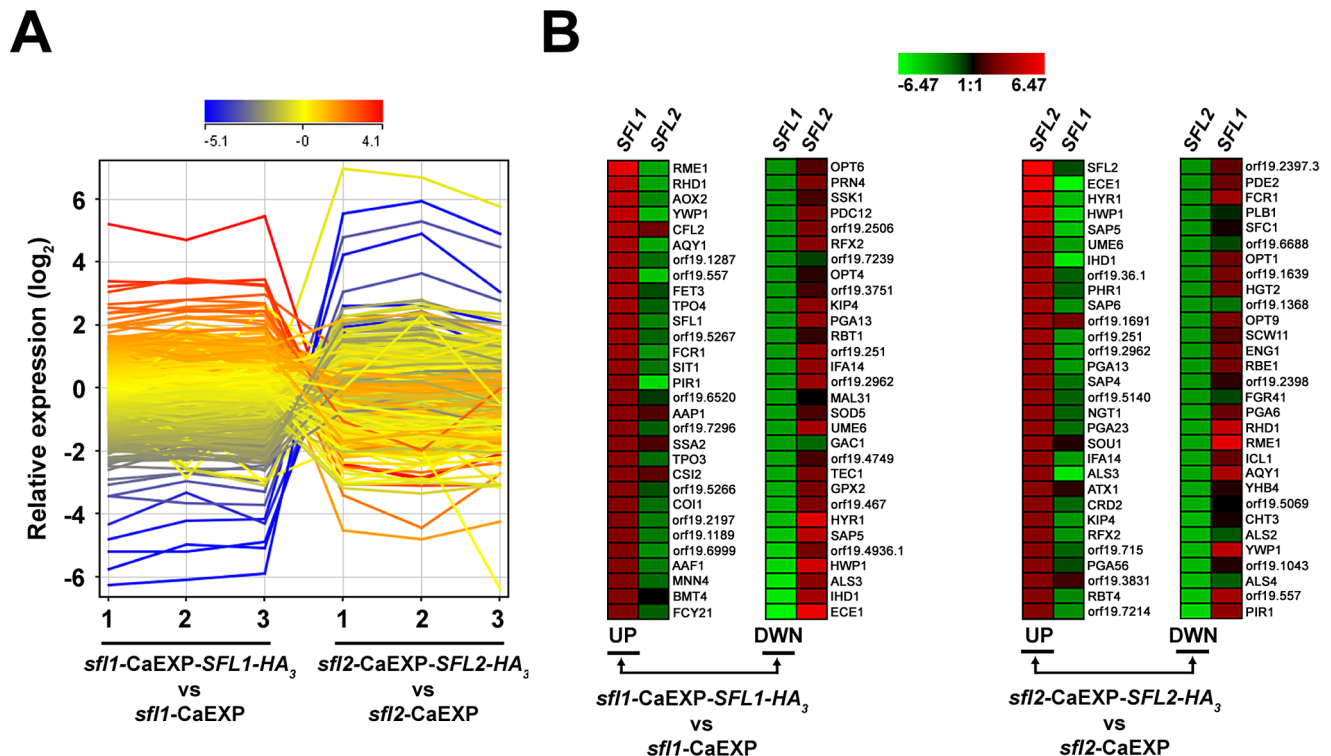 A
-5.1
-0
4.1
Relative expression (log2)
6
4
2
0
-2
-4
-6
1
2
3
1
2
3
sfl1-CaEXP-SFL1-HA3
vs
sfl1-CaEXP
sfl2-CaEXP-SFL2-HA3
vs
sfl2-CaEXP
B
-6.47
1:1
6.47
SFL1
SFL2
RME1
RHD1
AOX2
YWP1
CFL2
AQY1
orf19.1287
orf19.557
FET3
TPO4
SFL1
orf19.5267
FCR1
SIT1
PIR1
orf19.6520
AAP1
orf19.7296
SSA2
TPO3
CSI2
orf19.5266
COI1
orf19.2197
orf19.1189
orf19.6999
AAF1
MNN4
BMT4
FCY21
UP
SFL1
SFL2
OPT6
PRN4
SSK1
PDC12
orf19.2506
RFX2
orf19.7239
OPT4
orf19.3751
KIP4
PGA13
RBT1
orf19.251
IFA14
orf19.2962
MAL31
SOD5
UME6
GAC1
orf19.4749
TEC1
GPX2
orf19.467
HYR1
SAP5
orf19.4936.1
HWP1
ALS3
IHD1
ECE1
DWN
sfl1-CaEXP-SFL1-HA3
vs
sfl1-CaEXP
SFL2
SFL1
SFL2
ECE1
HYR1
HWP1
SAP5
UME6
IHD1
orf19.36.1
PHR1
SAP6
orf19.1691
orf19.251
orf19.2962
PGA13
SAP4
orf19.5140
NGT1
PGA23
SOU1
IFA14
ALS3
ATX1
CRD2
KIP4
RFX2
orf19.715
PGA56
orf19.3831
RBT4
orf19.7214
UP
SFL2
SFL1
orf19.2397.3
PDE2
FCR1
PLB1
SFC1
orf19.6688
OPT1
orf19.1639
HGT2
orf19.1368
OPT9
SCW11
ENG1
RBE1
orf19.2398
FGR41
PGA6
RHD1
RME1
ICL1
AQY1
YHB4
orf19.5069
CHT3
ALS2
YWP1
orf19.1043
ALS4
orf19.557
PIR1
DWN
sfl2-CaEXP-SFL2-HA3
vs
sfl2-CaEXP